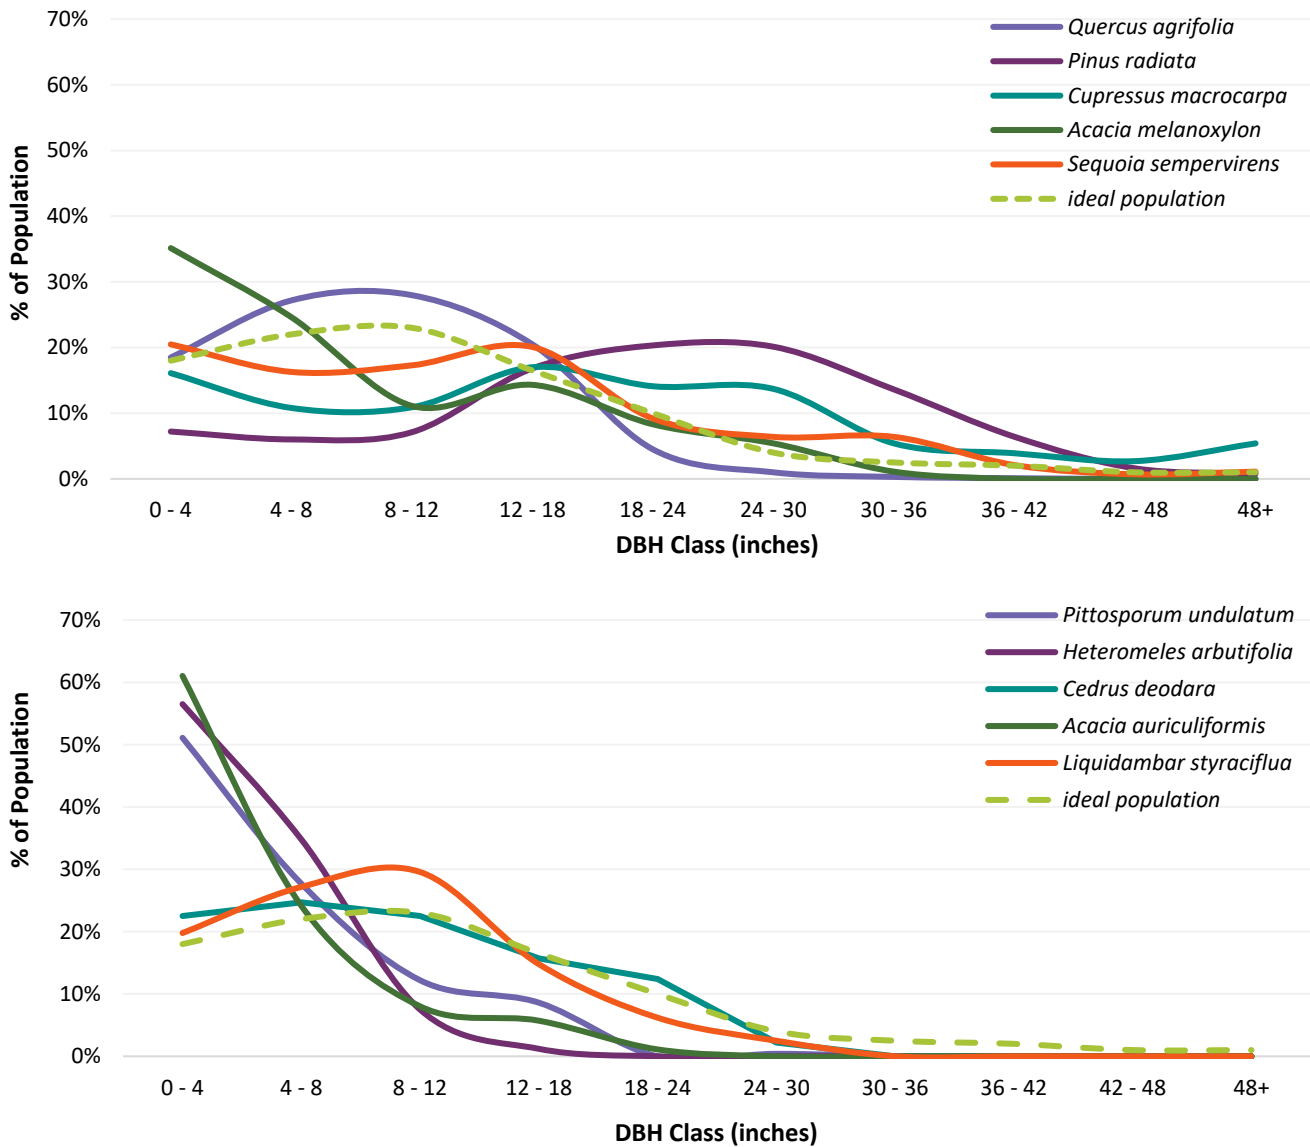 70%
60%
50%
40%
30%
20%
10%
0%
% of Population
Quercus agrifolia
Pinus radiata
Cupressus macrocarpa
Acacia melanoxylon
Sequoia sempervirens
ideal population
0 - 4 4 - 8 8 - 12 12 - 18 18 - 24 24 - 30 30 - 36 36 - 42 42 - 48 48+
DBH Class (inches)
70%
60%
50%
40%
30%
20%
10%
0%
% of Population
Pittosporum undulatum
Heteromeles arbutifolia
Cedrus deodara
Acacia auriculiformis
Liquidambar styraciflua
ideal population
0 - 4 4 - 8 8 - 12 12 - 18 18 - 24 24 - 30 30 - 36 36 - 42 42 - 48 48+
DBH Class (inches)